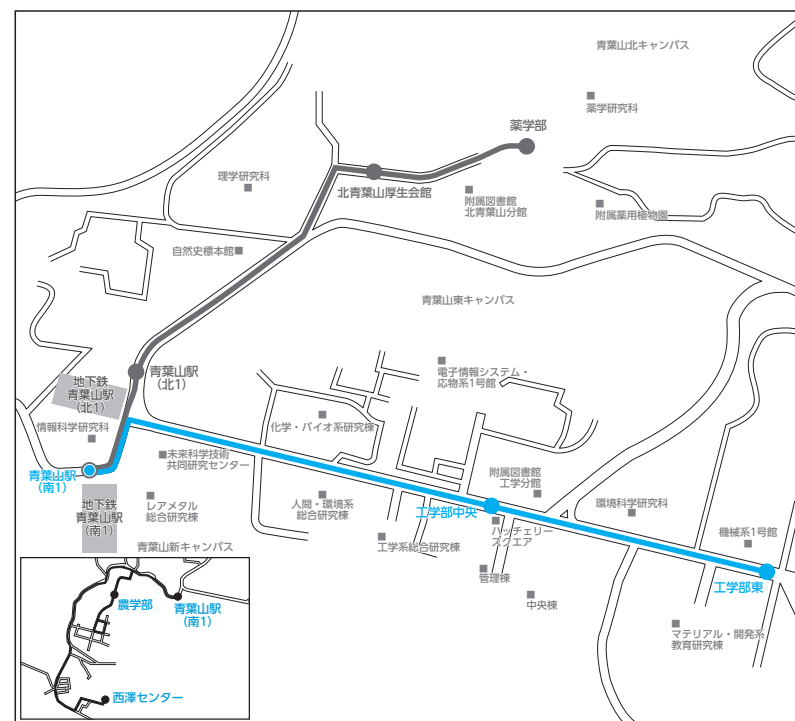 青葉山北キャンパス
薬学研究科
薬学部
理学研究科
北青葉山厚生会館
附属図書館
北青葉山分館
附属薬用植物園
自然史標本館
青葉山東キャンパス
青葉山駅
(北1)
地下鉄
青葉山駅
(北1)
電子情報システム・
応物系1号館
情報科学研究科
化学・バイオ系研究棟
未来科学技術
共同研究センター
青葉山駅
(南1)
地下鉄
青葉山駅
(南1)
レアメタル
総合研究棟
人間・環境系
総合研究棟
附属図書館
工学分館
工学部中央
環境科学研究科
ハッチェリー
スクエア
機械系1号館
青葉山新キャンパス
工学系総合研究棟
管理棟
中央棟
工学部東
マテリアル・開発系
教育研究棟
農学部
青葉山駅
(南1)
西澤センター